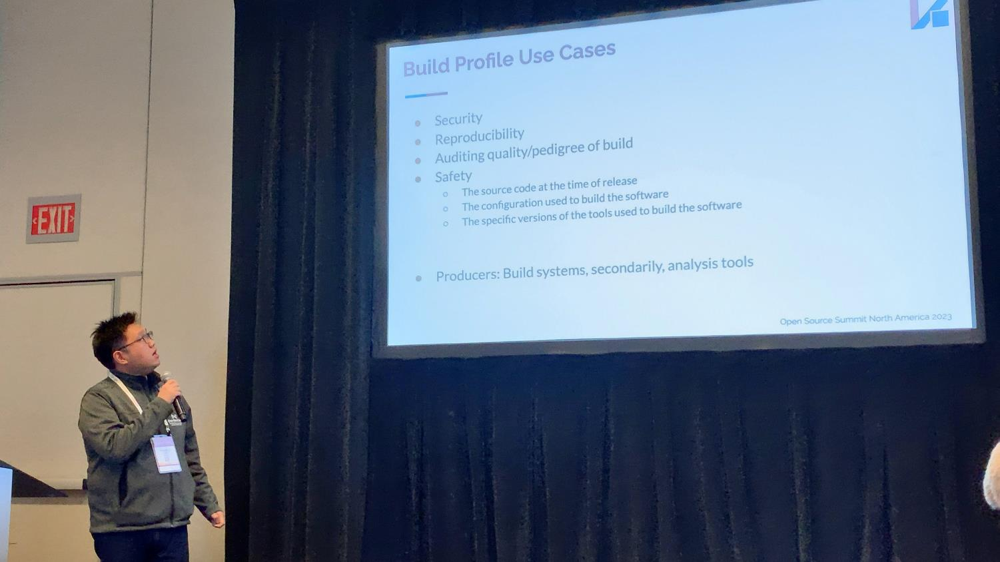 Build Profile Use Cases
Security
Reproducibility
Auditing quality/pedigree of build
Safety
The source code at the time of release
The configuration used to build the software
The specific versions of the tools used to build the software
Producers: Build systems, secondarily, analysis tools
Open Source Summit North America 2023
EXIT